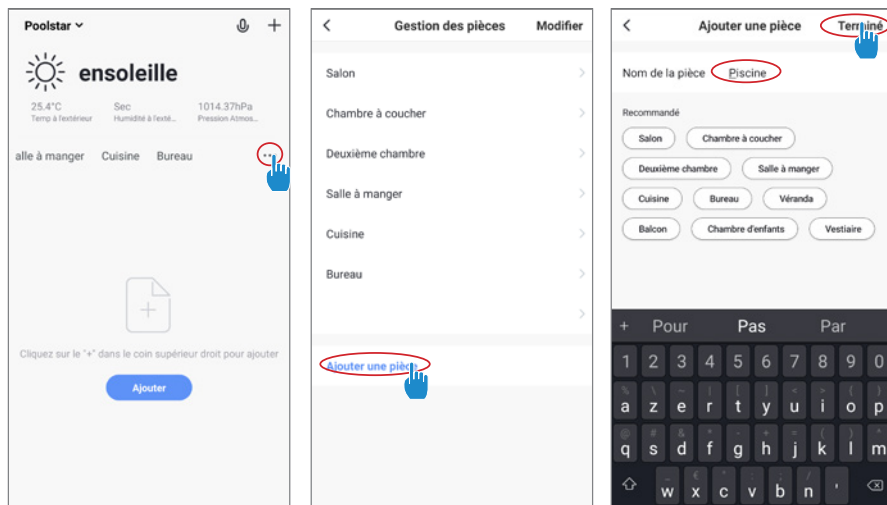 Poolstar
ensoleille
25.4°C Sec 1014.37hPa
Temp à l'extérieur Humidité à l'exté... Pression Atmos...
alle à manger Cuisine Bureau ...
Cliquez sur le "+" dans le coin supérieur droit pour ajouter
Ajouter
Gestion des pièces Modifier
Salon
Chambre à coucher
Deuxième chambre
Salle à manger
Cuisine
Bureau
Ajouter une pièce
Ajouter une pièce Terminé
Nom de la pièce Piscine
Recommandé
Salon Chambre à coucher
Deuxième chambre Salle à manger
Cuisine Bureau Véranda
Balcon Chambre d'enfants Vestiaire
+ Pour Pas Par
1 2 3 4 5 6 7 8 9 0
a z e r t y u i o p
q s d f g h j k l m
w x c v b n '